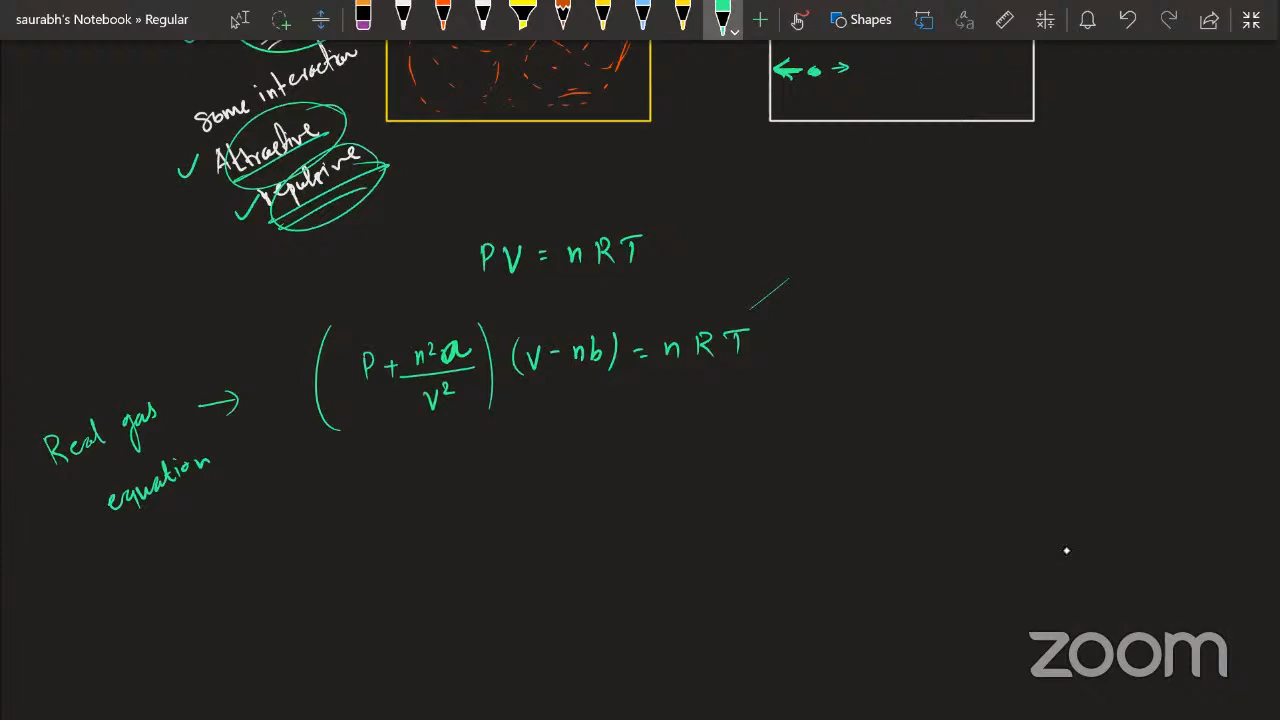 saurabh's Notebook » Regular
Shapes
Some interaction
Attractive
repulsive
PV = nRT
(P + n²a/V²) (V - nb) = nRT
Real gas →
equation
zoom